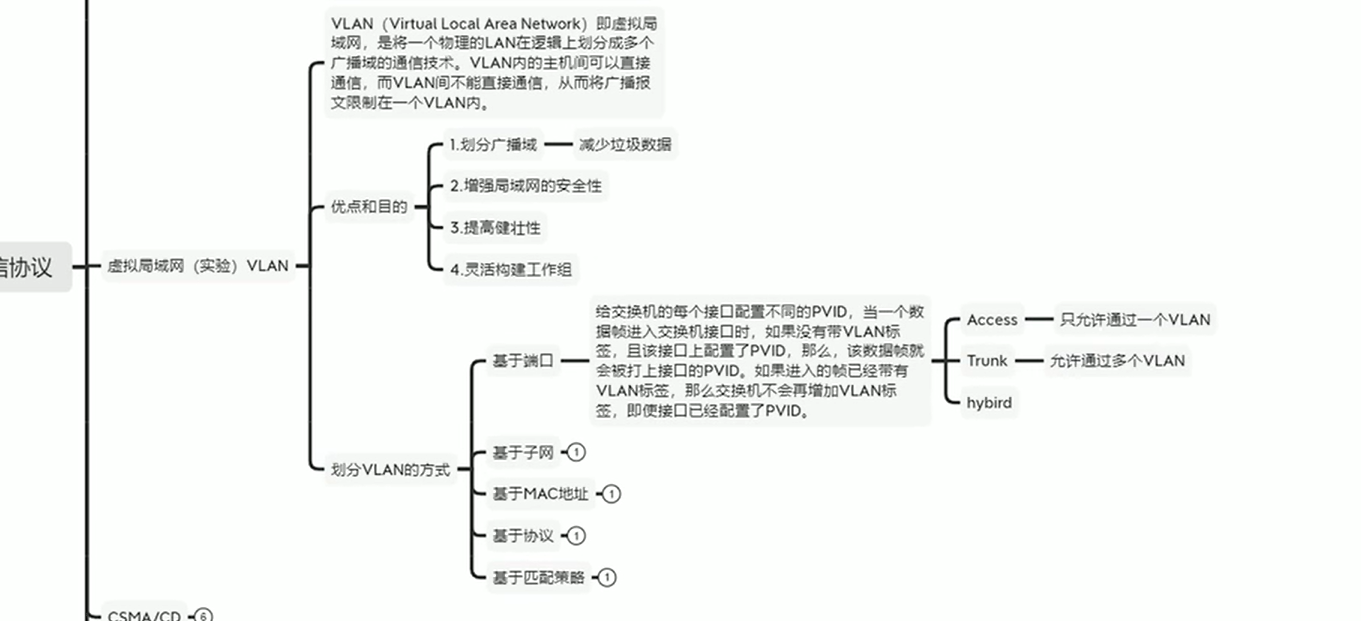 VLAN（Virtual Local Area Network）即虚拟局
域网，是将一个物理的LAN在逻辑上划分成多个
广播域的通信技术。VLAN内的主机间可以直接
通信，而VLAN间不能直接通信，从而将广播报
文限制在一个VLAN内。
1.划分广播域
减少垃圾数据
2.增强局域网的安全性
优点和目的
3.提高健壮性
4.灵活构建工作组
信协议
虚拟局域网（实验）VLAN
给交换机的每个接口配置不同的PVID，当一个数
据帧进入交换机接口时，如果没有带VLAN标
签，且该接口上配置了PVID，那么，该数据帧就
会被打上接口的PVID。如果进入的帧已经带有
VLAN标签，那么交换机不会再增加VLAN标
签，即使接口已经配置了PVID。
Access
只允许通过一个VLAN
基于端口
Trunk
允许通过多个VLAN
hybird
基于子网 1
划分VLAN的方式
基于MAC地址 1
基于协议 1
基于匹配策略 1
CSMA/CD 6